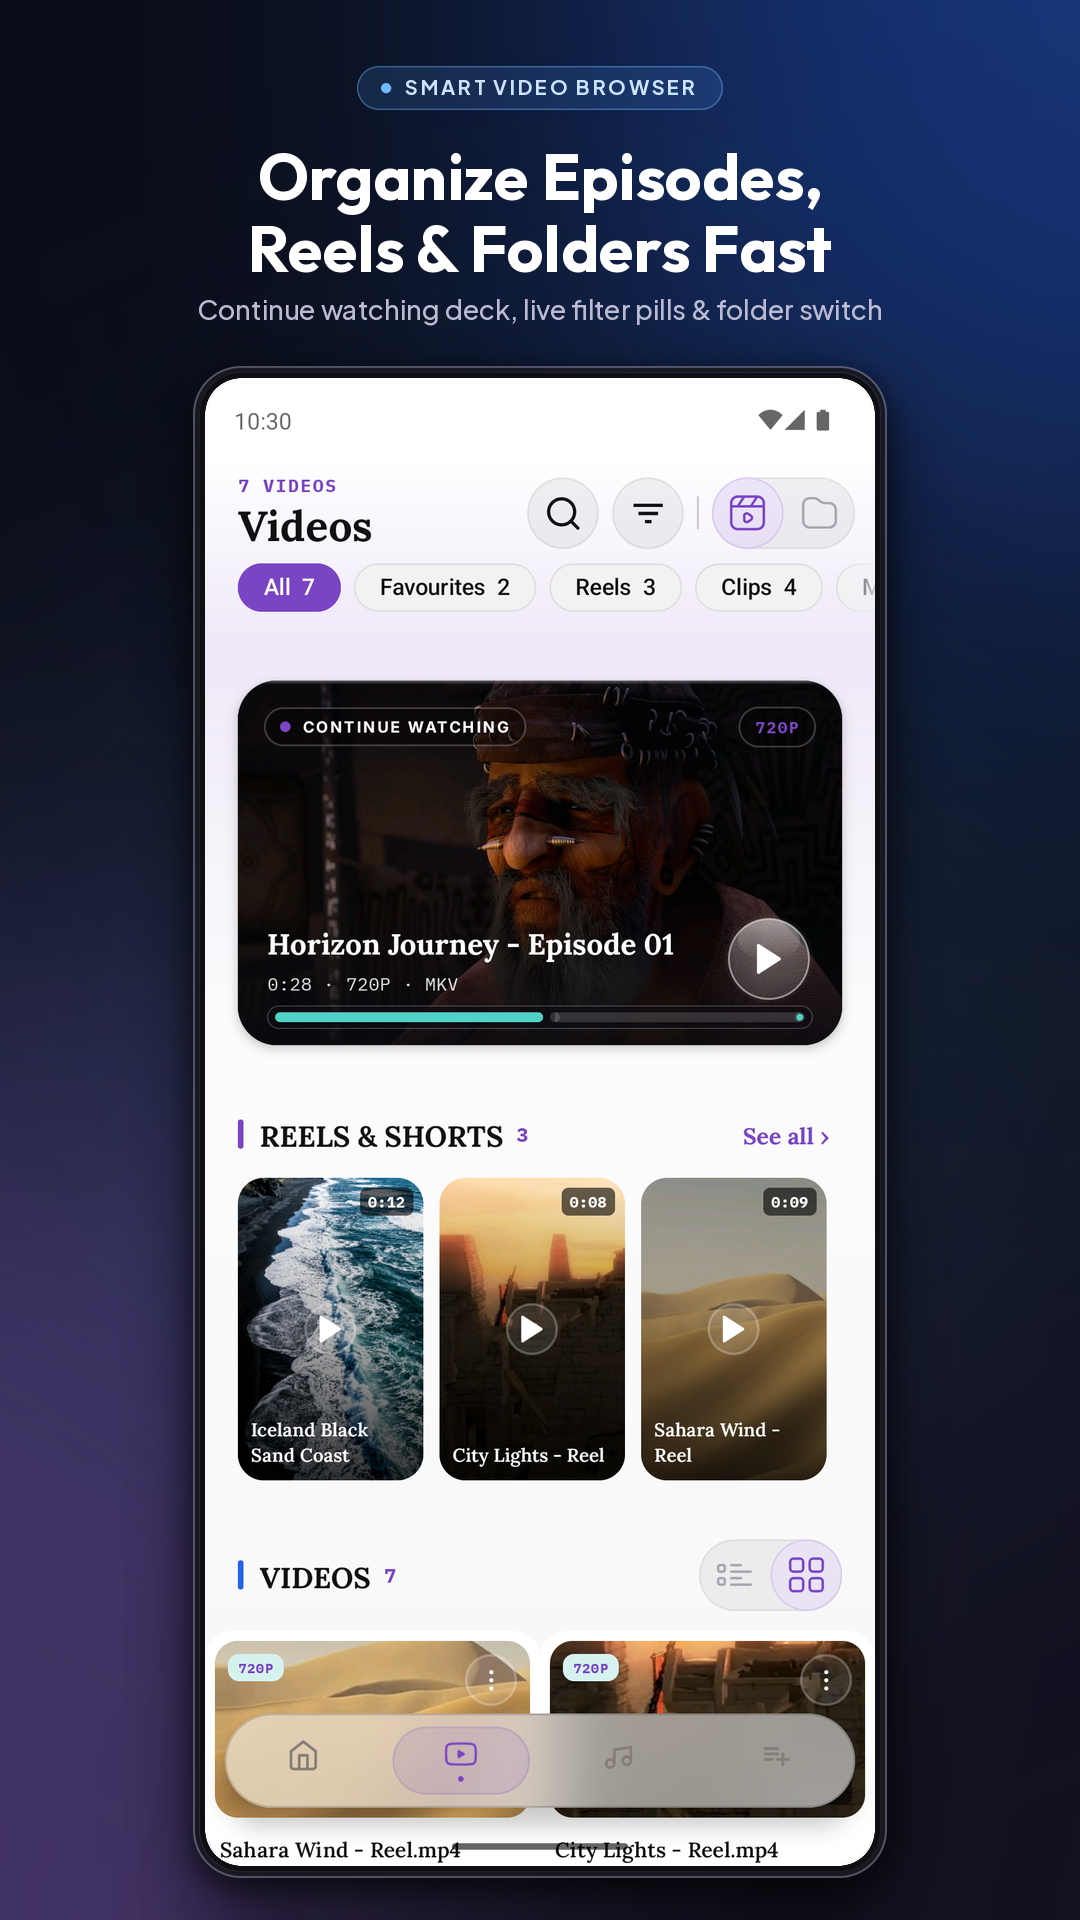 SMART VIDEO BROWSER
Organize Episodes,
Reels & Folders Fast
Continue watching deck, live filter pills & folder switch
10:30
7 VIDEOS
Videos
All 7
Favourites 2
Reels 3
Clips 4
M
CONTINUE WATCHING
720P
Horizon Journey - Episode 01
0:28 · 720P · MKV
REELS & SHORTS 3
See all ›
0:12
0:08
0:09
Iceland Black
Sand Coast
City Lights - Reel
Sahara Wind -
Reel
VIDEOS 7
720P
720P
Sahara Wind - Reel.mp4
City Lights - Reel.mp4